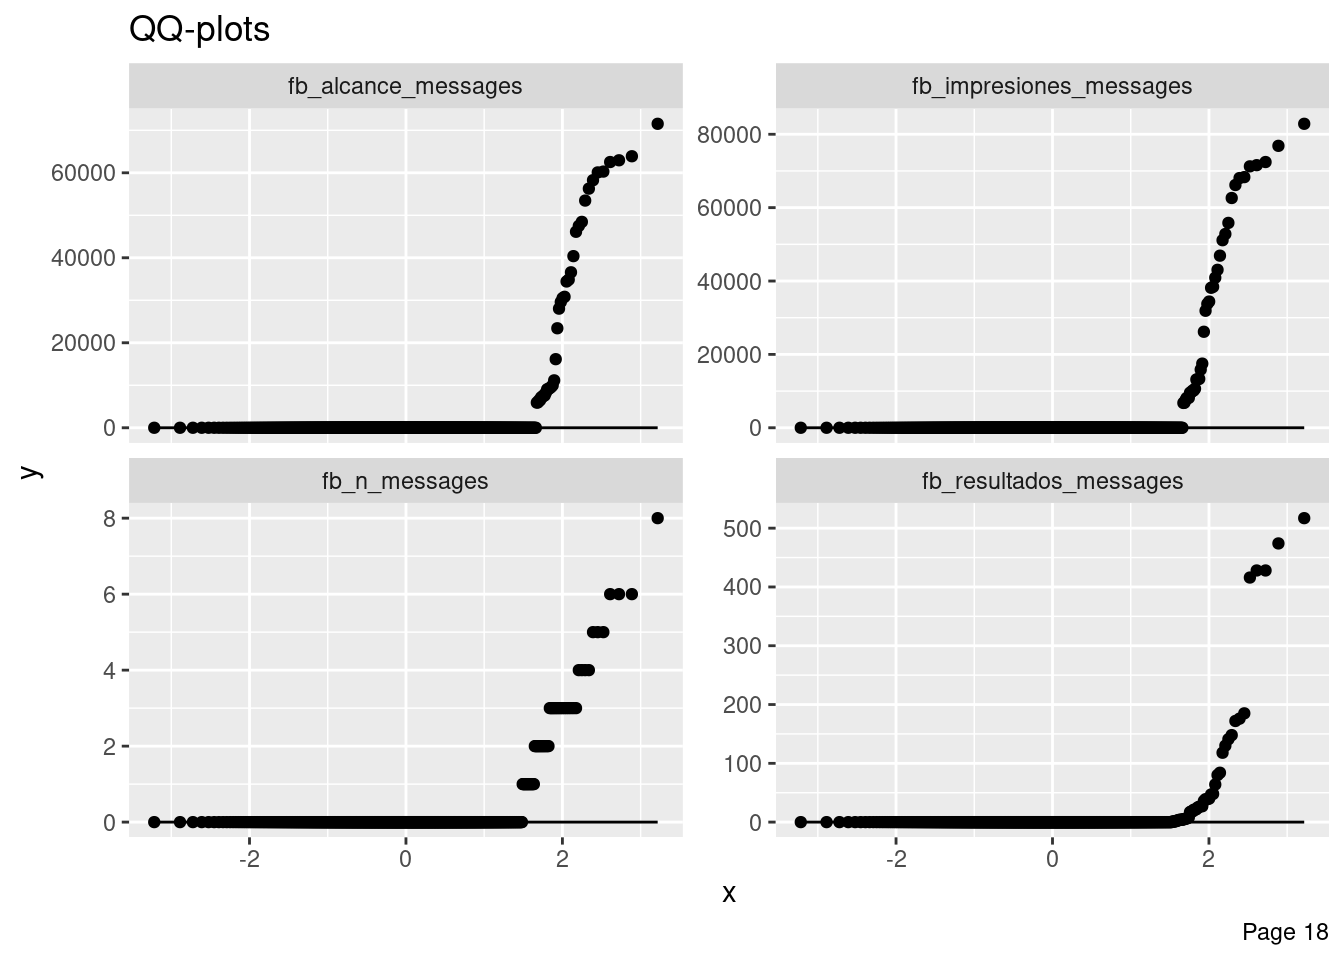 QQ-plots
fb_alcance_messages
fb_impresiones_messages
60000
40000
20000
0
80000
60000
40000
20000
0
y
fb_n_messages
fb_resultados_messages
8
6
4
2
0
500
400
300
200
100
0
-2 0 2
-2 0 2
x
Page 18